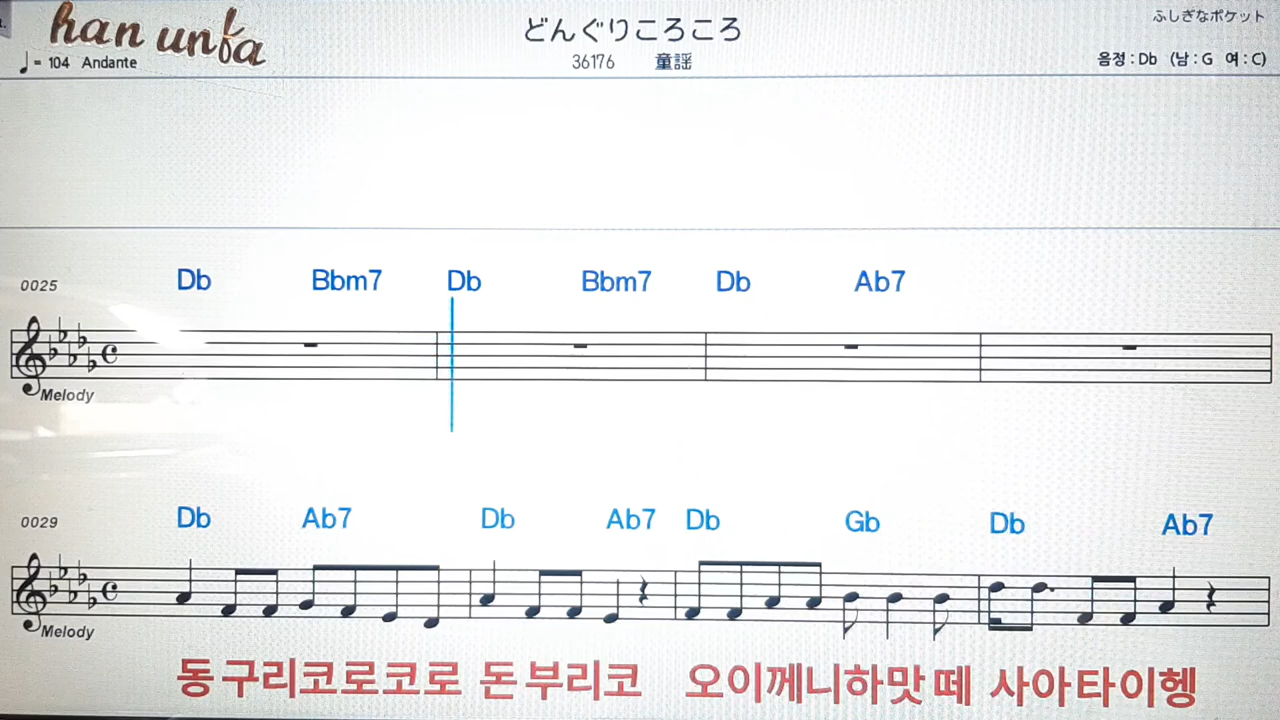 han unfa
どんぐりころころ
ふしぎなポケット
♩= 104 Andante
36176 童謡
음정 : Db (남 : G 여 : C)
Db Bbm7 Db Bbm7 Db Ab7
0025
Melody
Db Ab7 Db Ab7 Db Gb Db Ab7
0029
Melody
동구리코로코로 돈부리코 오이께니하맛떼 사아타이헹